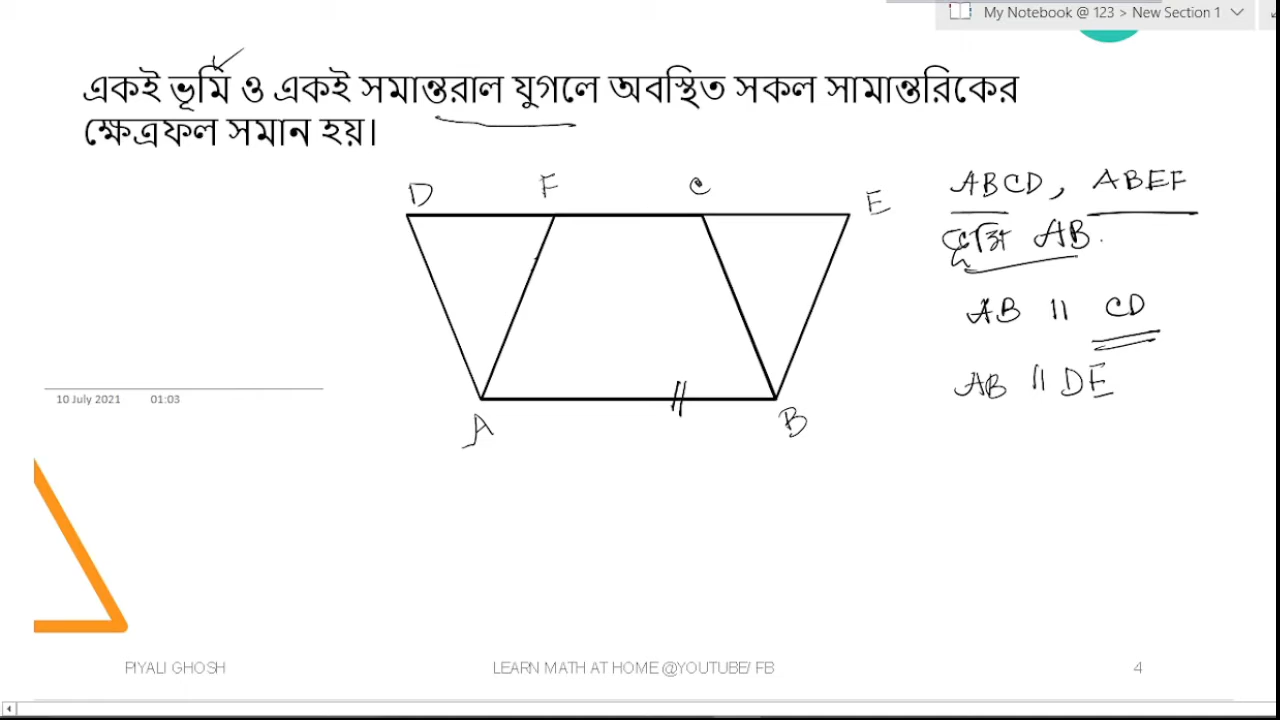 My Notebook @ 123 > New Section 1
একই ভূমি ও একই সমান্তরাল যুগলে অবস্থিত সকল সামান্তরিকের
ক্ষেত্রফল সমান হয়।
D F C E
ABCD, ABEF
AB
AB || CD
AB || DE
A B
10 July 2021 01:03
PIYALI GHOSH LEARN MATH AT HOME @YOUTUBE/ FB 4